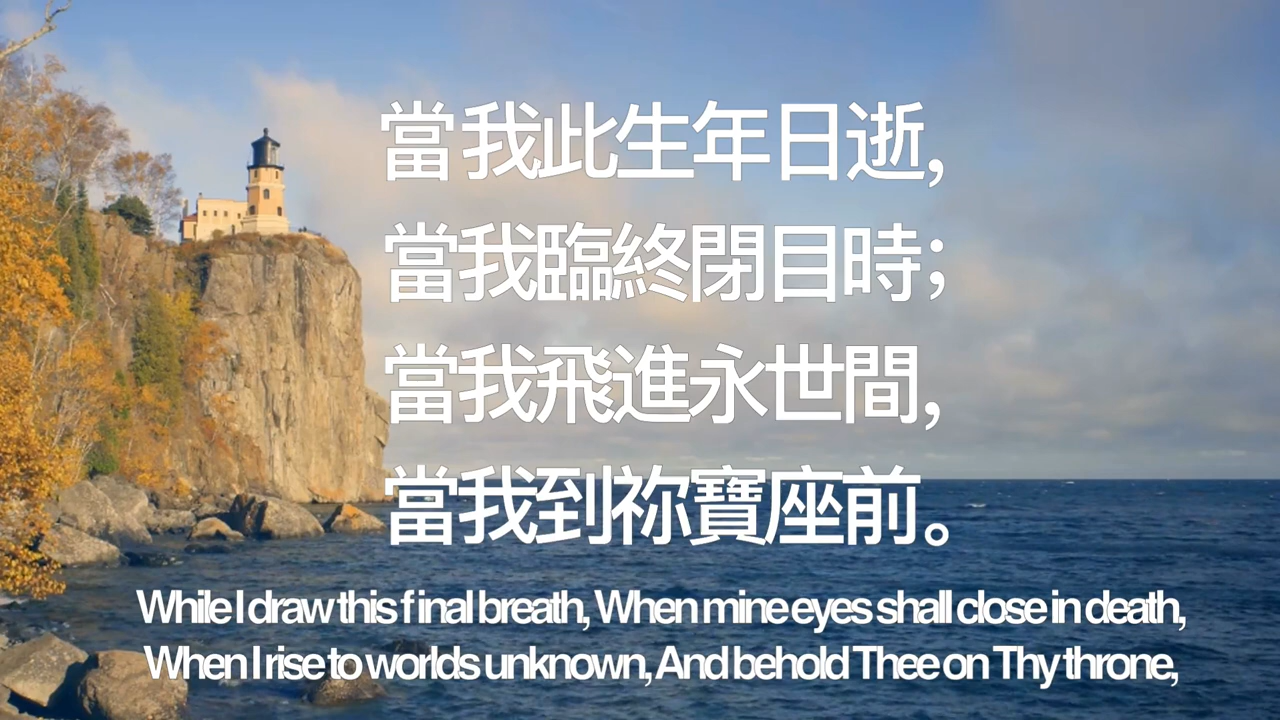 當我此生年日逝,
當我臨終閉目時;
當我飛進永世間,
當我到祢寶座前。
While I draw this final breath, When mine eyes shall close in death,
When I rise to worlds unknown, And behold Thee on Thy throne,